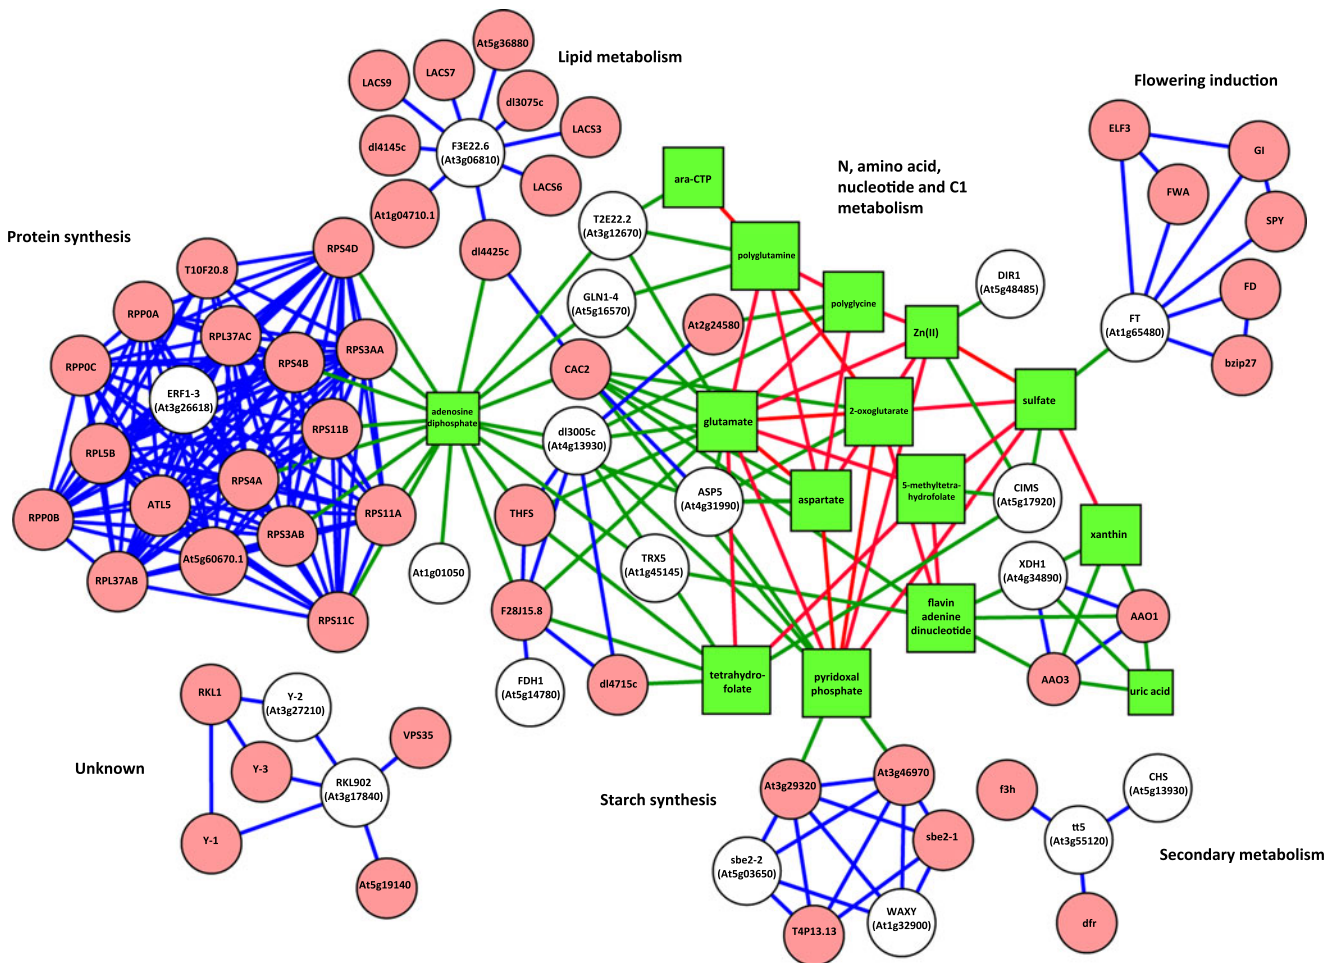 Lipid metabolism
At5g36880
LACS9
LACS7
dl3075c
LACS3
dl4145c
F3E22.6
(At3g06810)
LACS6
At1g04710.1
dl4425c
Flowering induction
ELF3
GI
FWA
SPY
FD
FT
(At1g65480)
bzip27
N, amino acid,
nucleotide and C1
metabolism
ara-CTP
T2E22.2
(At3g12670)
polyglutamine
GLN1-4
(At5g16570)
polyglycine
DIR1
(At5g48485)
At2g24580
Zn(II)
CAC2
glutamate
2-oxoglutarate
sulfate
adenosine
diphosphate
dl3005c
(At4g13930)
ASP5
(At4g31990)
aspartate
5-methyltetra-
hydrofolate
CIMS
(At5g17920)
THFS
TRX5
(At1g45145)
xanthin
XDH1
(At4g34890)
At1g01050
F28J15.8
flavin
adenine
dinucleotide
AAO1
AAO3
uric acid
FDH1
(At5g14780)
dl4715c
tetrahydro-
folate
pyridoxal
phosphate
Protein synthesis
RPS4D
T10F20.8
RPP0A
RPL37AC
RPS4B
RPS3AA
RPP0C
ERF1-3
(At3g26618)
RPS11B
RPL5B
RPS4A
ATL5
RPP0B
RPS3AB
RPS11A
At5g60670.1
RPL37AB
RPS11C
Unknown
RKL1
Y-2
(At3g27210)
VPS35
Y-3
RKL902
(At3g17840)
Y-1
At5g19140
Starch synthesis
At3g29320
At3g46970
sbe2-1
sbe2-2
(At5g03650)
WAXY
(At1g32900)
T4P13.13
Secondary metabolism
f3h
CHS
(At5g13930)
tt5
(At3g55120)
dfr